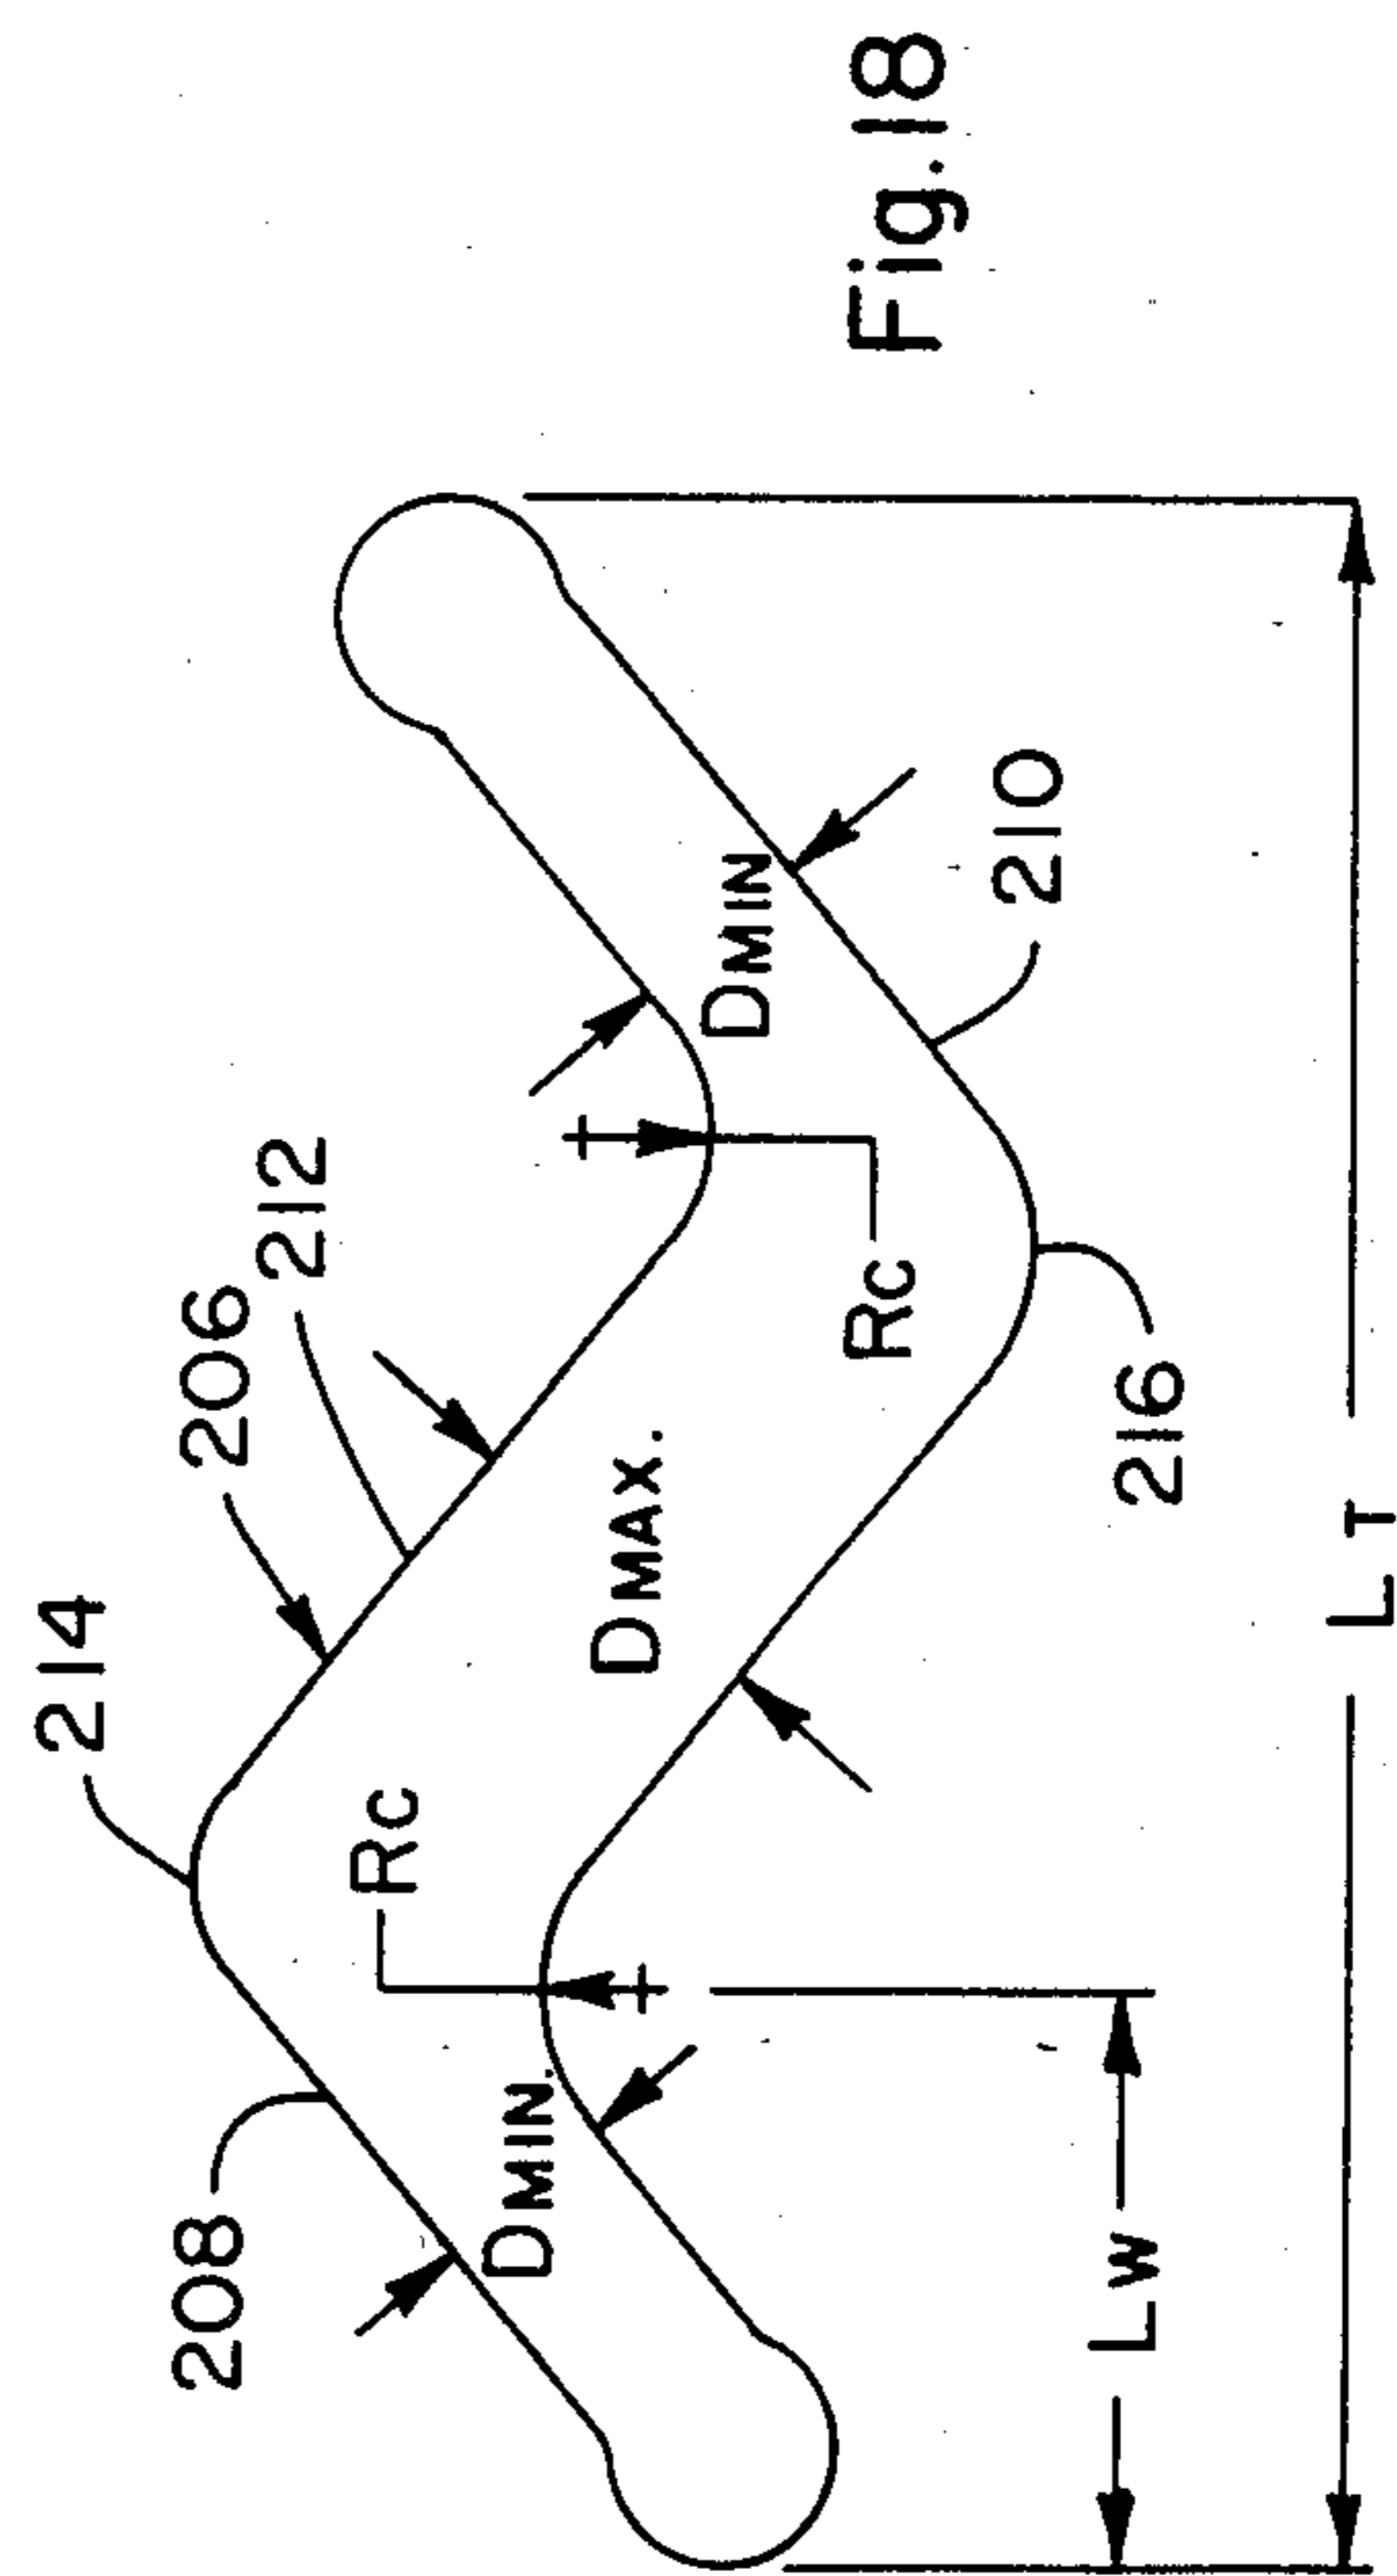 Fig.18
214
206
212
208
Rc
DMIN.
DMAX.
Rc
DMIN
210
216
Lw
LT